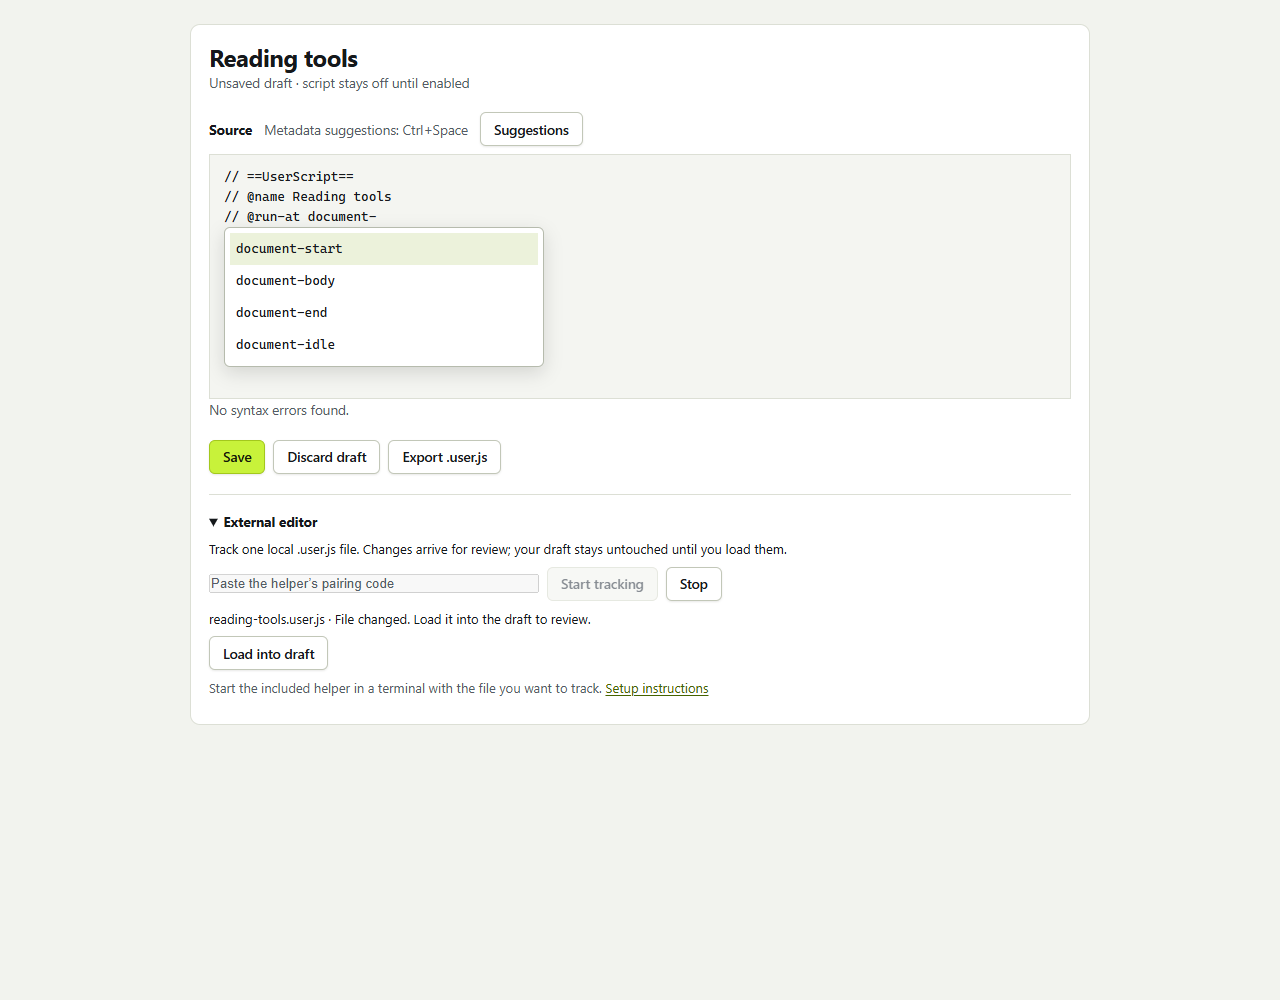 Reading tools
Unsaved draft · script stays off until enabled
Source Metadata suggestions: Ctrl+Space Suggestions
// ==UserScript==
// @name Reading tools
// @run-at document-
document-start
document-body
document-end
document-idle
No syntax errors found.
Save Discard draft Export .user.js
▼ External editor
Track one local .user.js file. Changes arrive for review; your draft stays untouched until you load them.
Paste the helper's pairing code Start tracking Stop
reading-tools.user.js · File changed. Load it into the draft to review.
Load into draft
Start the included helper in a terminal with the file you want to track. Setup instructions